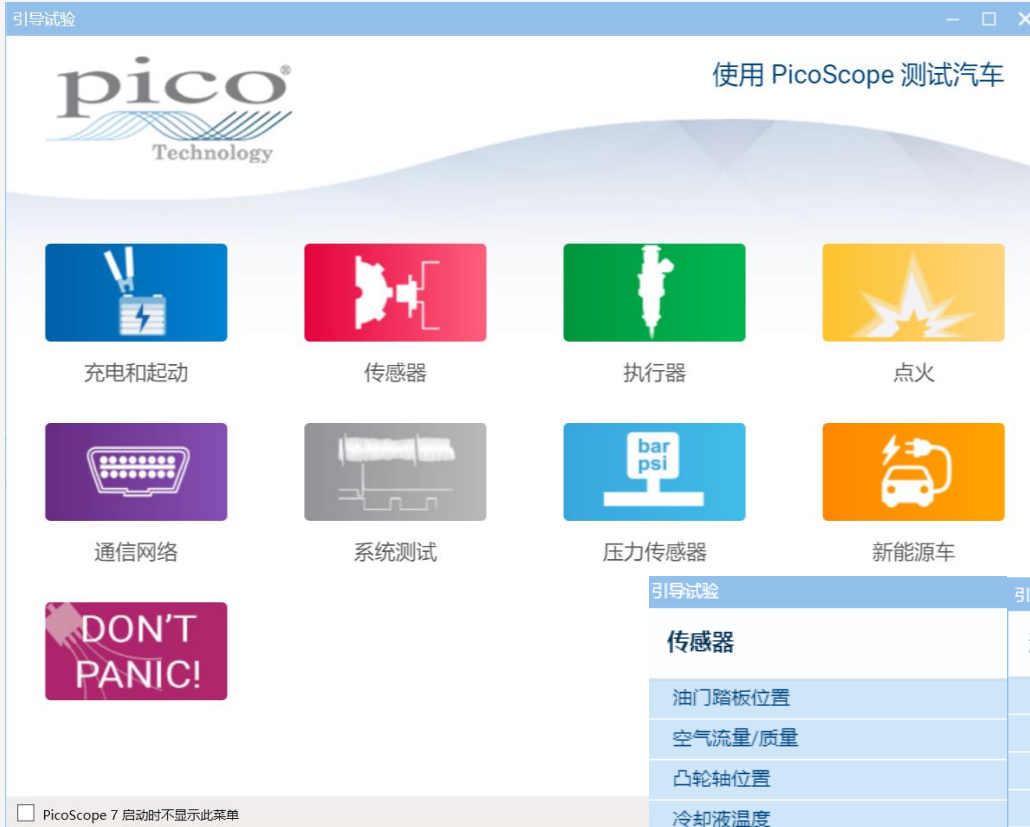 引导试验
pico
Technology
使用 PicoScope 测试汽车
充电和起动
传感器
执行器
点火
bar
psi
通信网络
系统测试
压力传感器
新能源车
DON'T
PANIC!
PicoScope 7 启动时不显示此菜单
引导试验
传感器
油门踏板位置
空气流量/质量
凸轮轴位置
冷却液温度
引